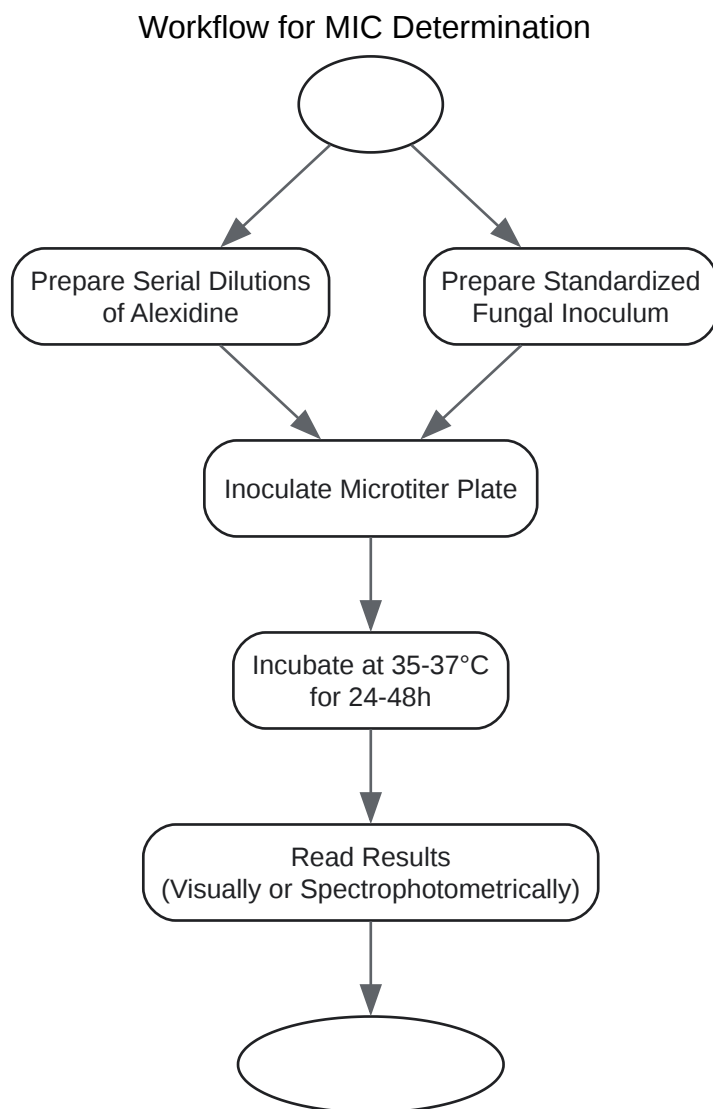 Workflow for MIC Determination
Prepare Serial Dilutions
of Alexidine
Prepare Standardized
Fungal Inoculum
Inoculate Microtiter Plate
Incubate at 35-37°C
for 24-48h
Read Results
(Visually or Spectrophotometrically)